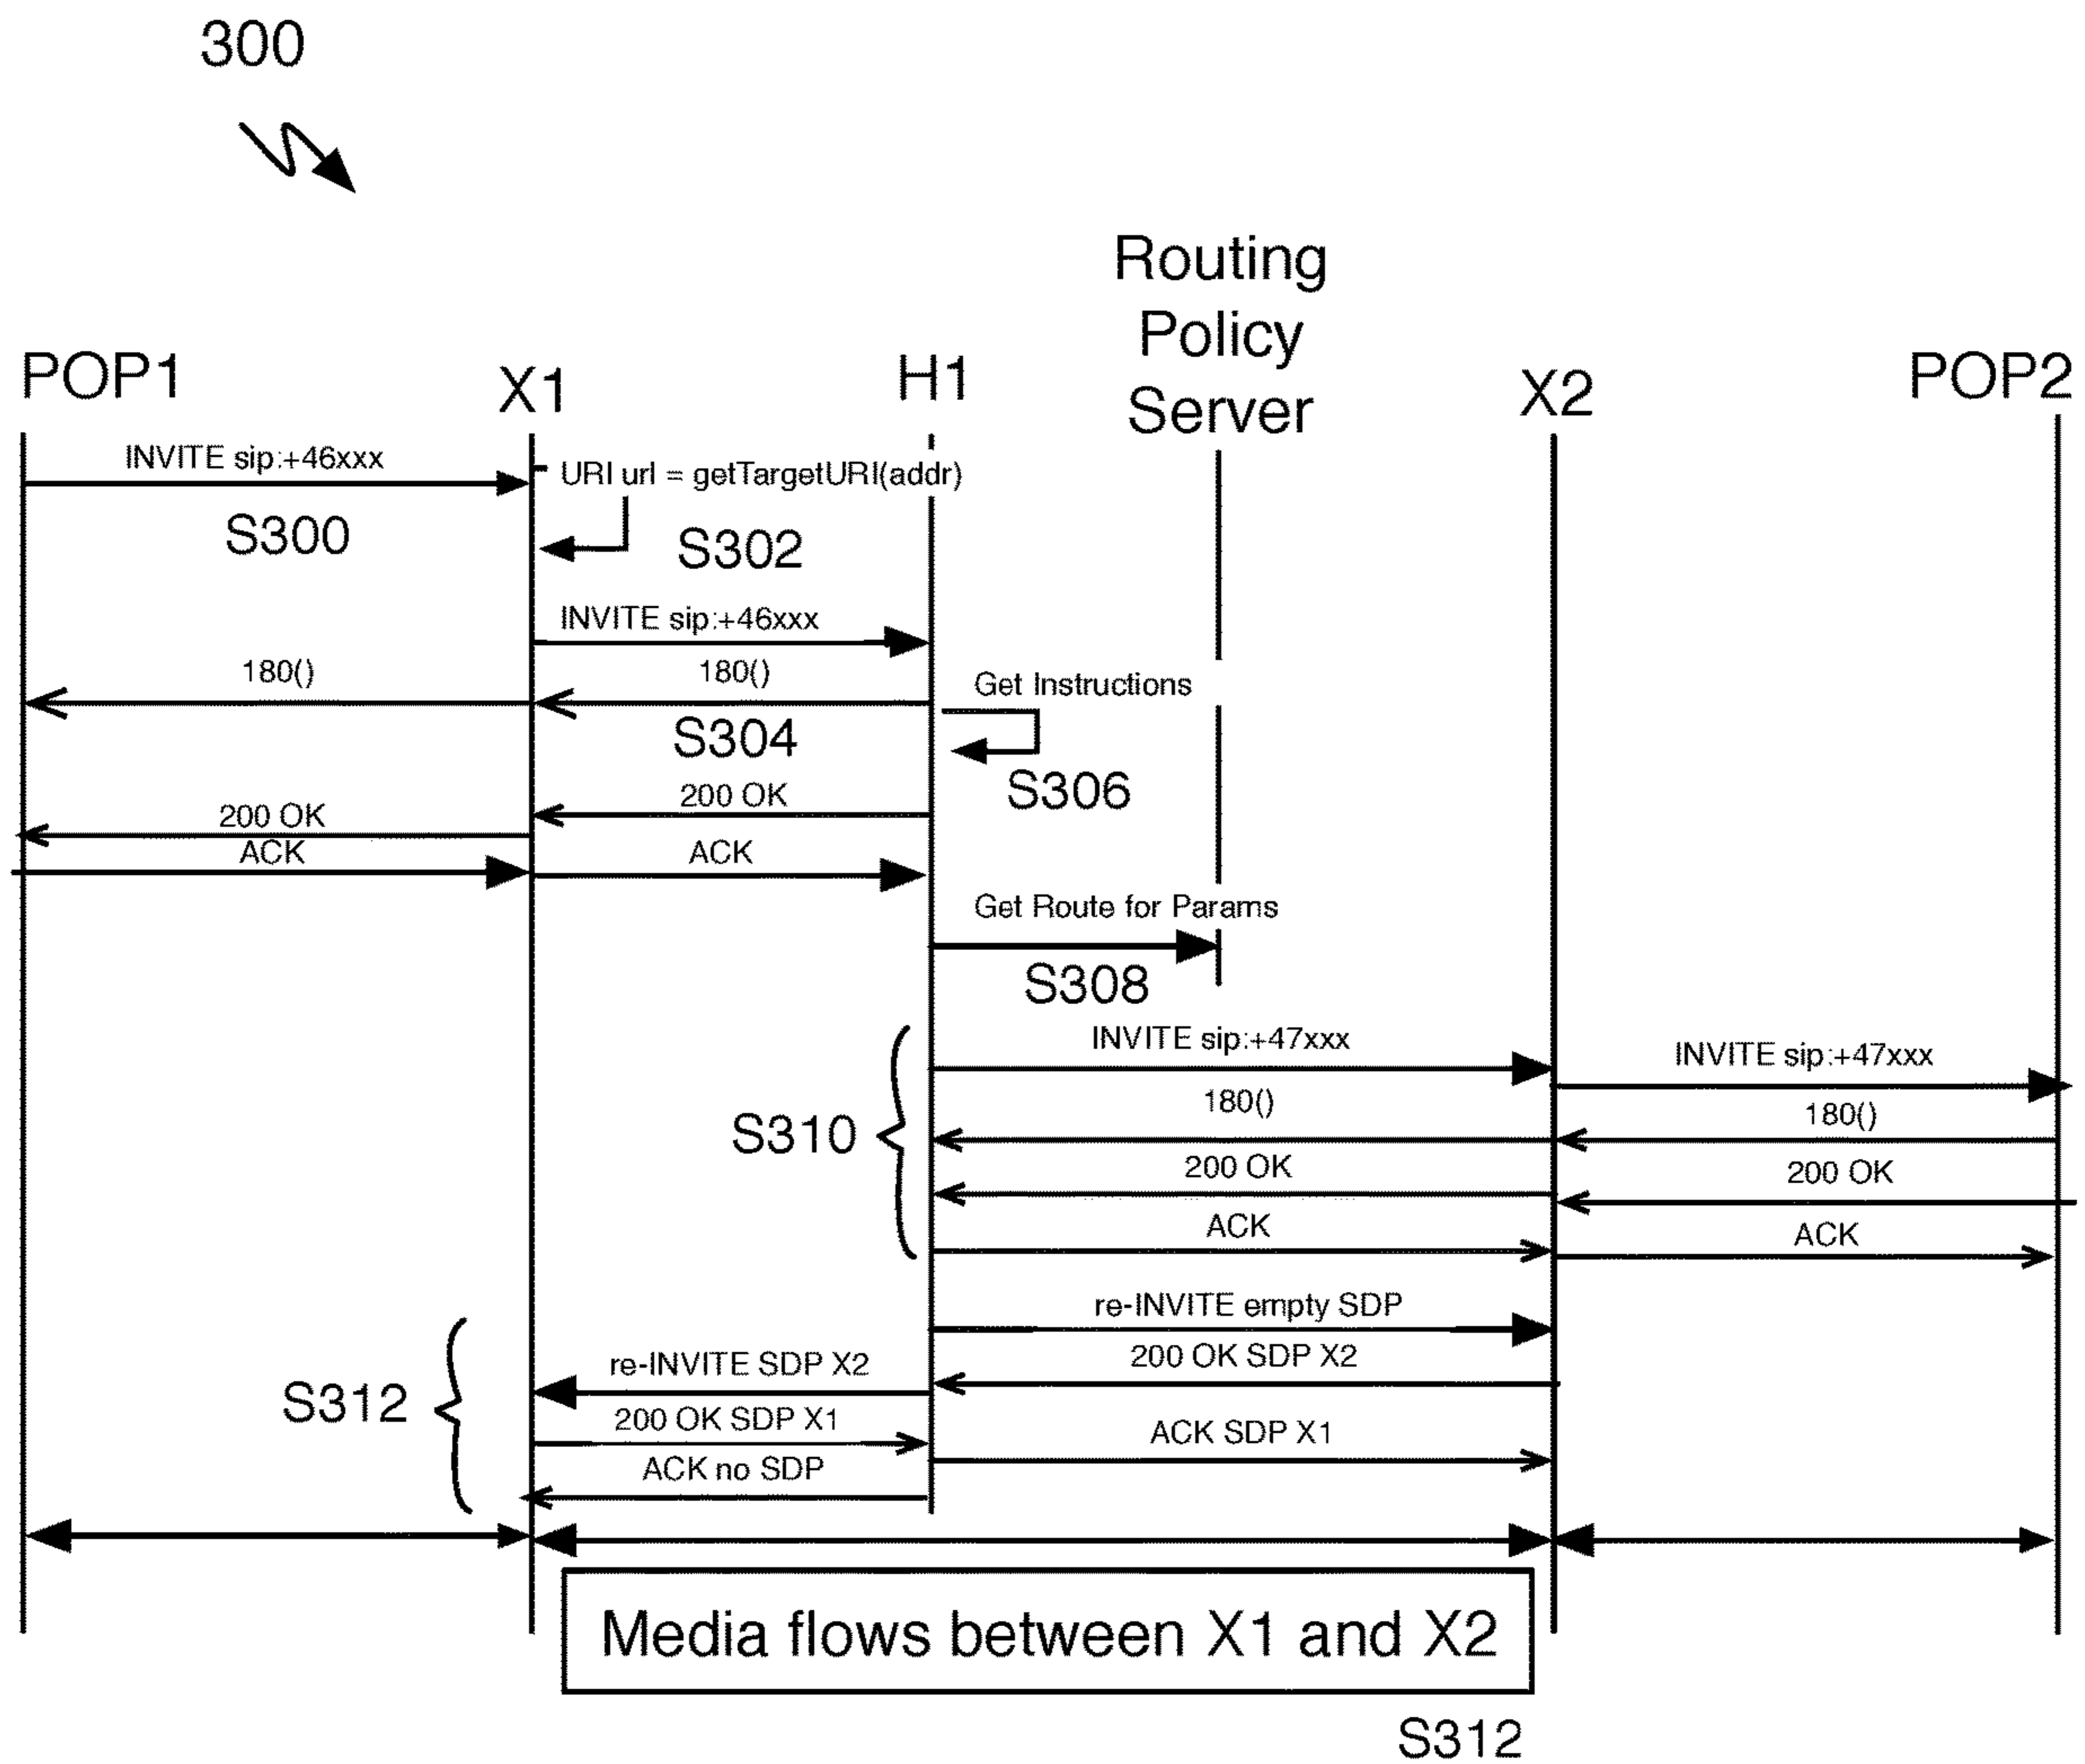 300
Routing
Policy
Server
POP1
X1
H1
X2
POP2
INVITE sip:+46xxx
URI url = getTargetURI(addr)
S300
S302
INVITE sip:+46xxx
180()
180()
Get Instructions
S304
S306
200 OK
200 OK
ACK
ACK
Get Route for Params
S308
INVITE sip:+47xxx
INVITE sip:+47xxx
180()
180()
S310
200 OK
200 OK
ACK
ACK
re-INVITE empty SDP
200 OK SDP X2
re-INVITE SDP X2
S312
200 OK SDP X1
ACK SDP X1
ACK no SDP
Media flows between X1 and X2
S312